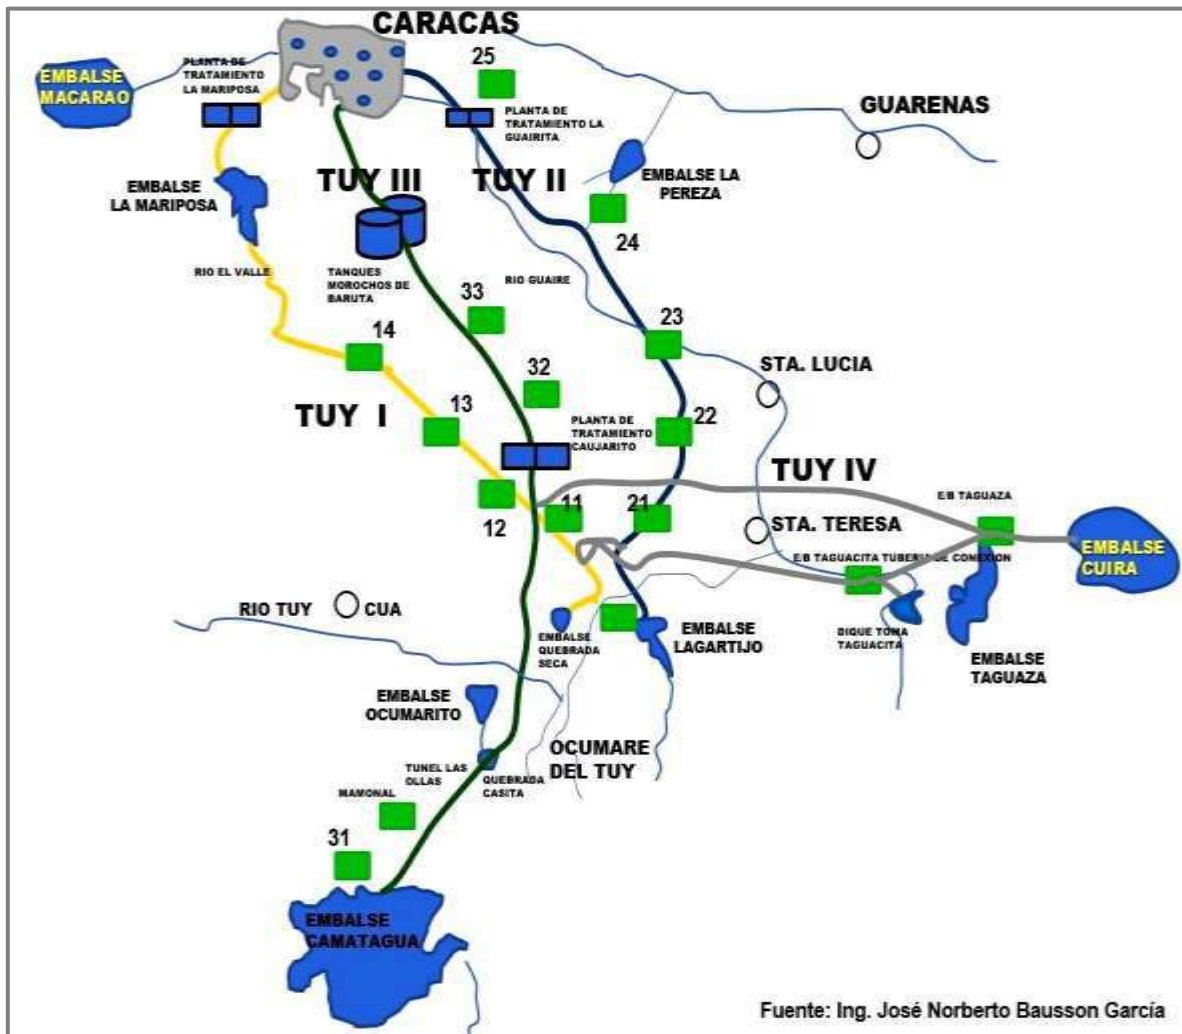 CARACAS
25
EMBALSE
MACARAO
PLANTA DE
TRATAMIENTO
LA MARIPOSA
GUARENAS
PLANTA DE
TRATAMIENTO LA
GUAIRITA
TUY III
TUY II
EMBALSE LA
PEREZA
EMBALSE
LA MARIPOSA
24
RIO EL VALLE
TANQUES
MOROCHOS DE
BARUTA
RIO GUAIRE
33
23
14
32
STA. LUCIA
TUY I
13
22
PLANTA DE
TRATAMIENTO
CAUJARITO
TUY IV
E/B TAGUAZA
12
11
21
STA. TERESA
EMBALSE
CUIRA
E/B TAGUACITA TUBERIA DE CONEXION
RIO TUY
CUA
EMBALSE
QUEBRADA
SECA
EMBALSE
LAGARTIJO
DIQUE TOMA
TAGUACITA
EMBALSE
TAGUAZA
EMBALSE
OCUMARITO
OCUMARE
DEL TUY
TUNEL LAS
OLLAS
QUEBRADA
CASITA
MAMONAL
31
EMBALSE
CAMATAGUA
Fuente: Ing. José Norberto Bausson García